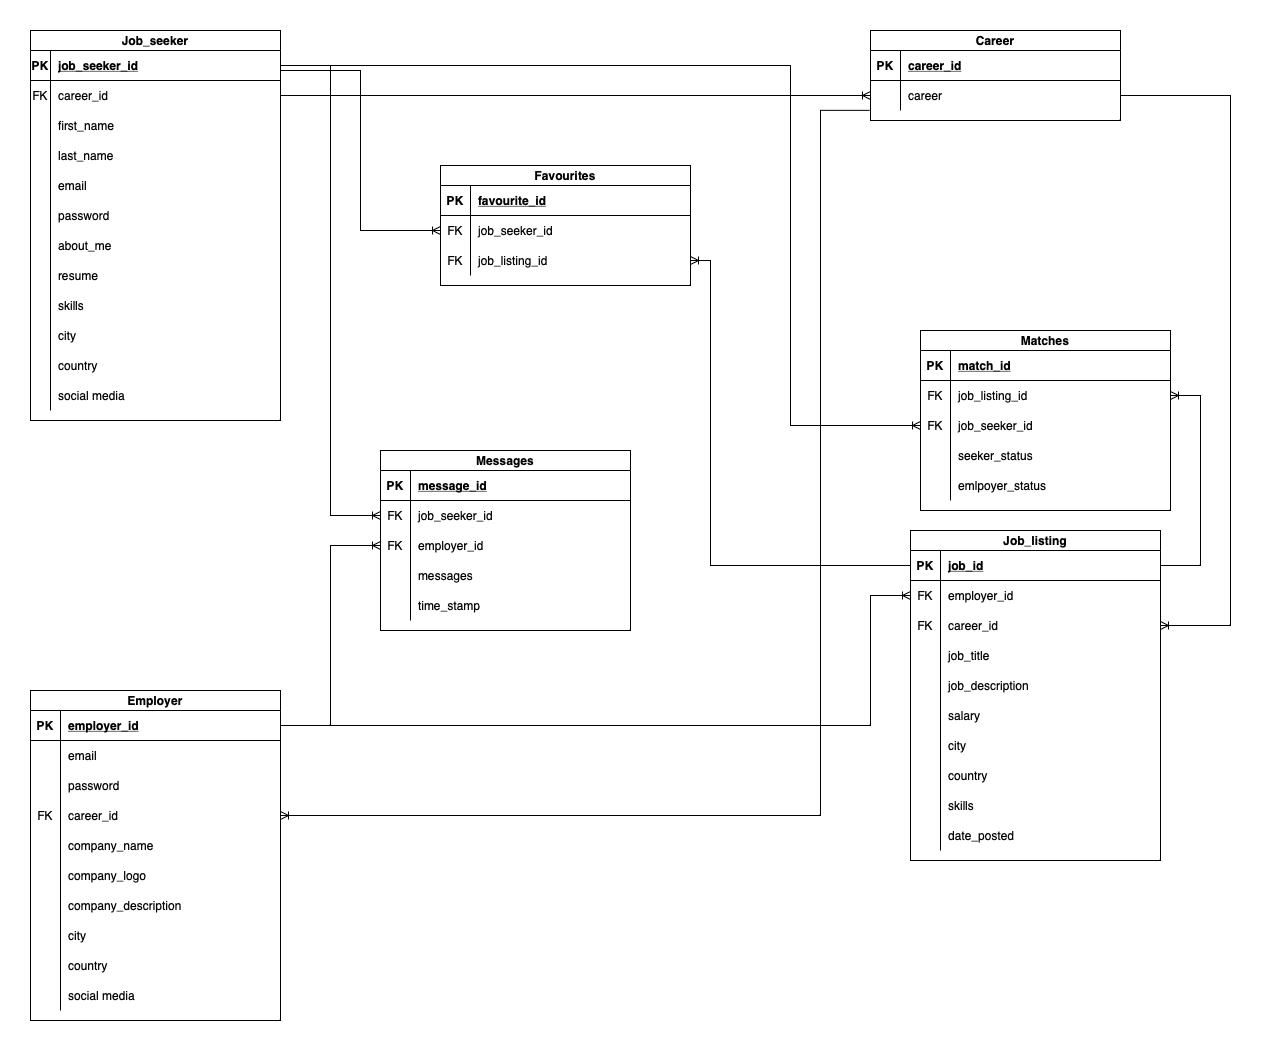 Job_seeker
PK job_seeker_id
FK career_id
first_name
last_name
email
password
about_me
resume
skills
city
country
social media
Career
PK career_id
career
Favourites
PK favourite_id
FK job_seeker_id
FK job_listing_id
Matches
PK match_id
FK job_listing_id
FK job_seeker_id
seeker_status
emlpoyer_status
Messages
PK message_id
FK job_seeker_id
FK employer_id
messages
time_stamp
Job_listing
PK job_id
FK employer_id
FK career_id
job_title
job_description
salary
city
country
skills
date_posted
Employer
PK employer_id
email
password
FK career_id
company_name
company_logo
company_description
city
country
social media